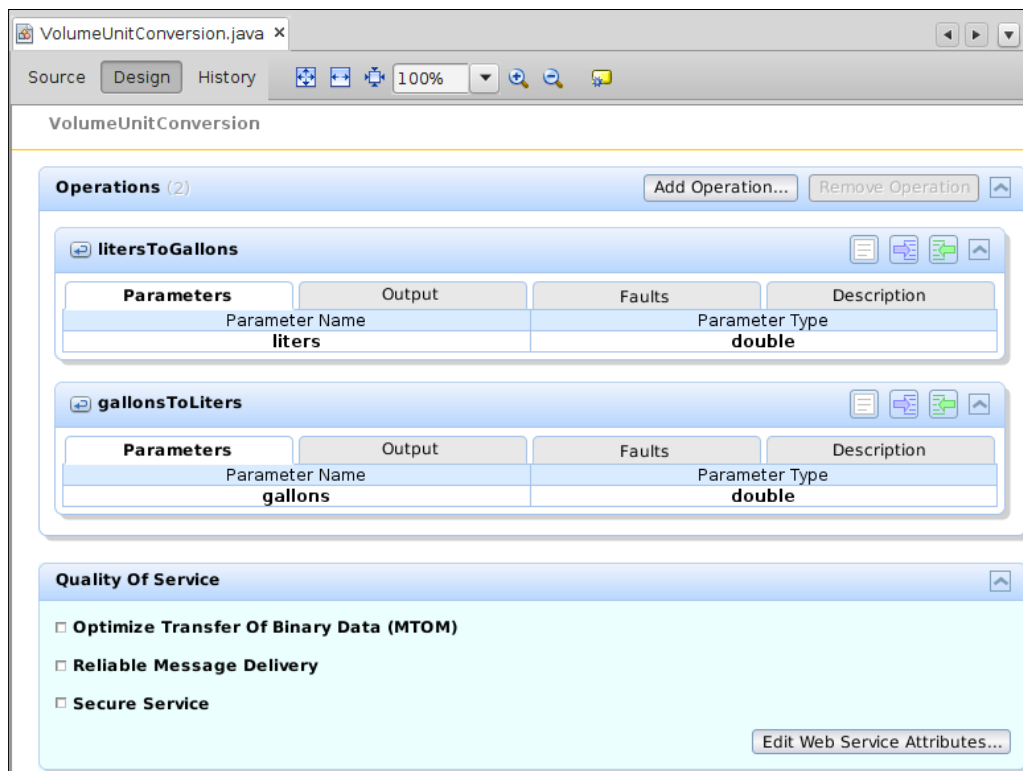 VolumeUnitConversion.java ×
Source Design History 100%
VolumeUnitConversion
Operations (2) Add Operation... Remove Operation
litersToGallons
Parameters Output Faults Description
Parameter Name Parameter Type
liters double
gallonsToLiters
Parameters Output Faults Description
Parameter Name Parameter Type
gallons double
Quality Of Service
Optimize Transfer Of Binary Data (MTOM)
Reliable Message Delivery
Secure Service
Edit Web Service Attributes...